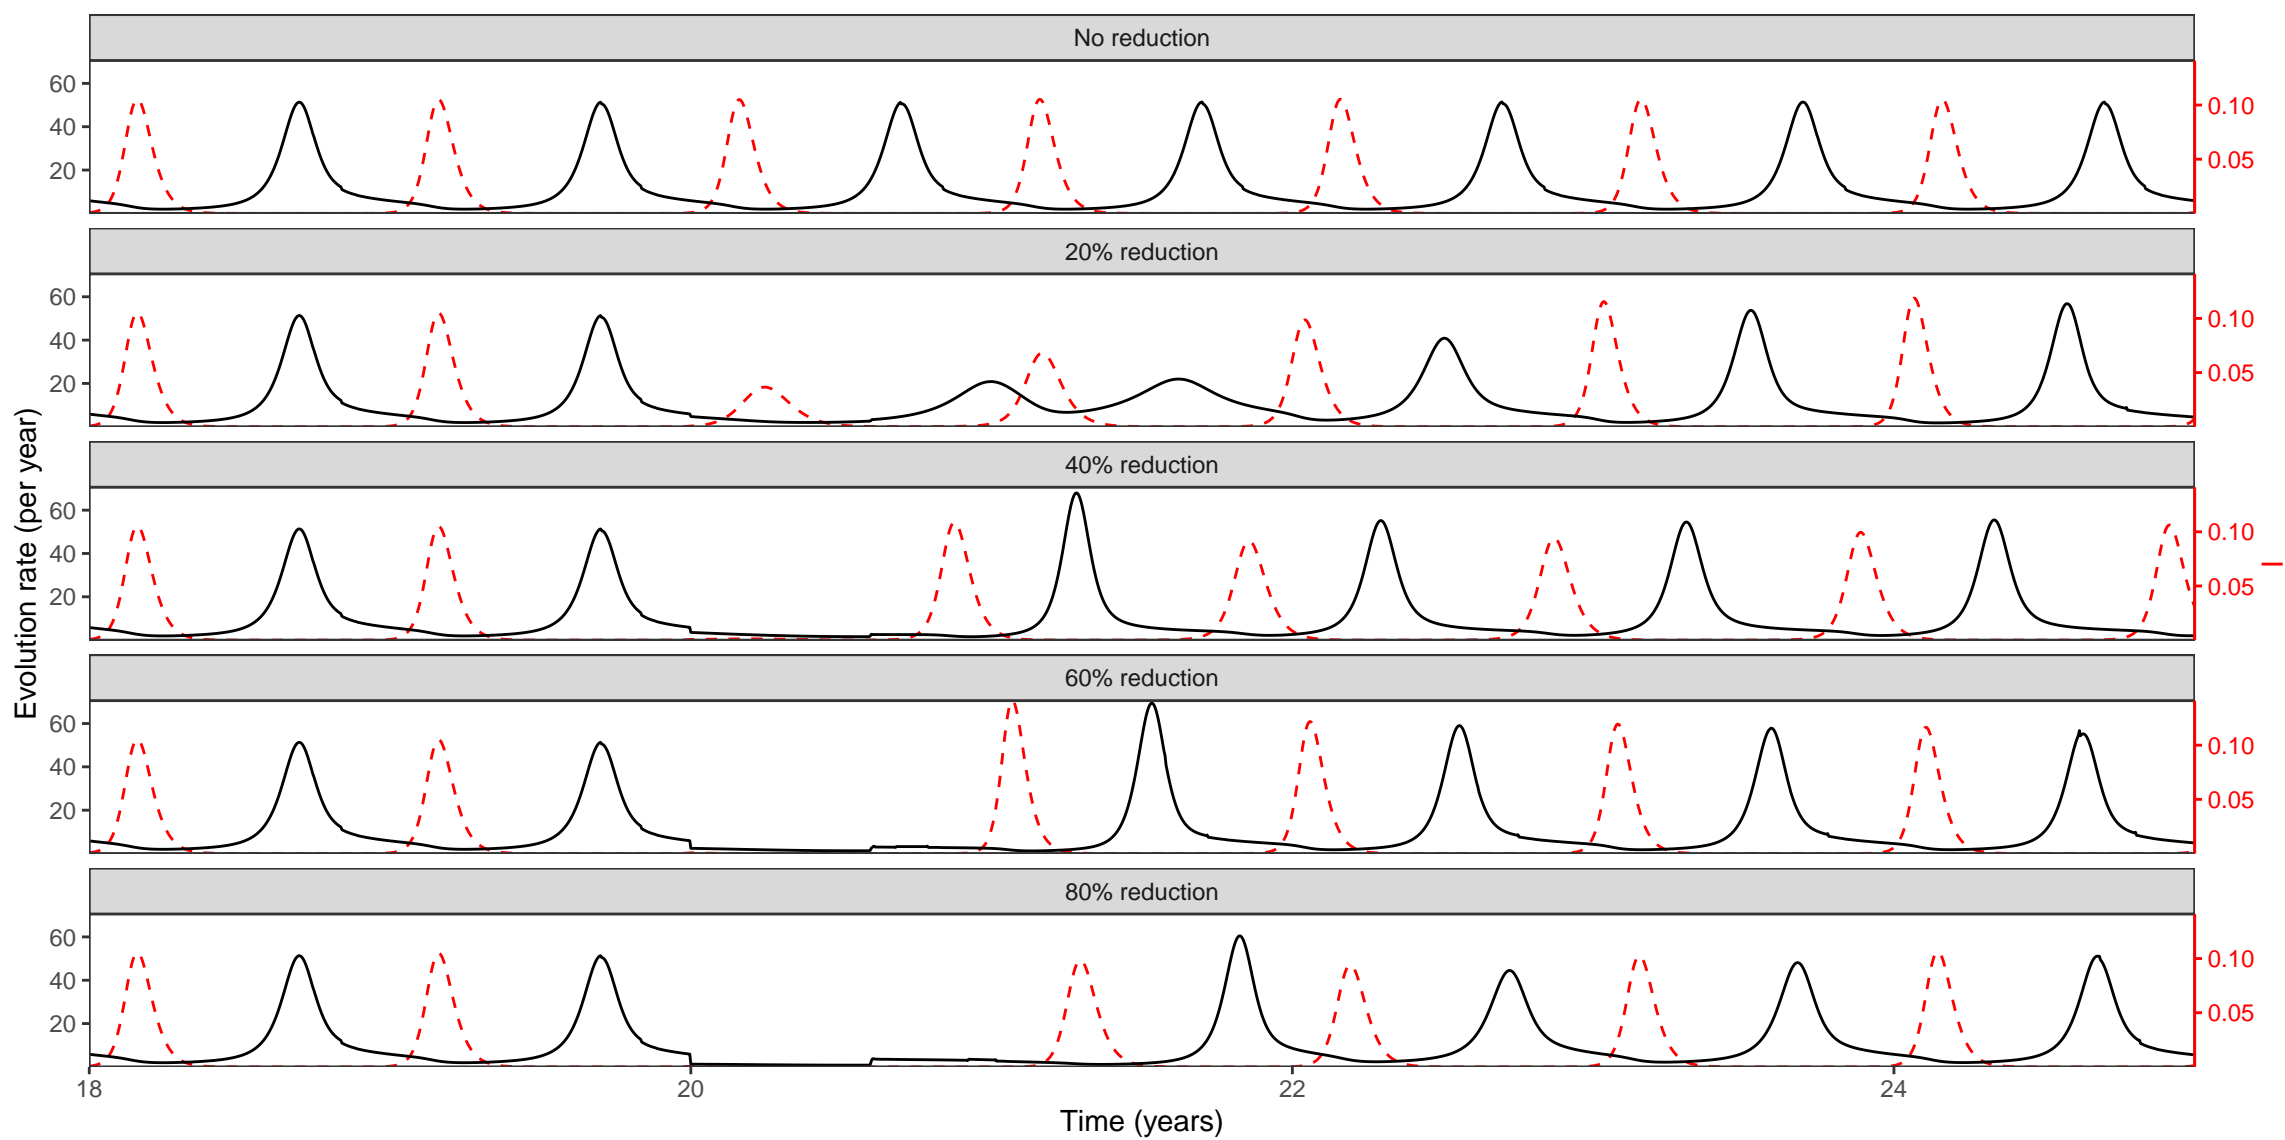 No reduction
60
40
20
0.10
0.05
20% reduction
60
40
20
0.10
0.05
40% reduction
60
40
20
0.10
0.05
60% reduction
60
40
20
0.10
0.05
80% reduction
60
40
20
0.10
0.05
18 20 22 24
Time (years)
Evolution rate (per year)
I